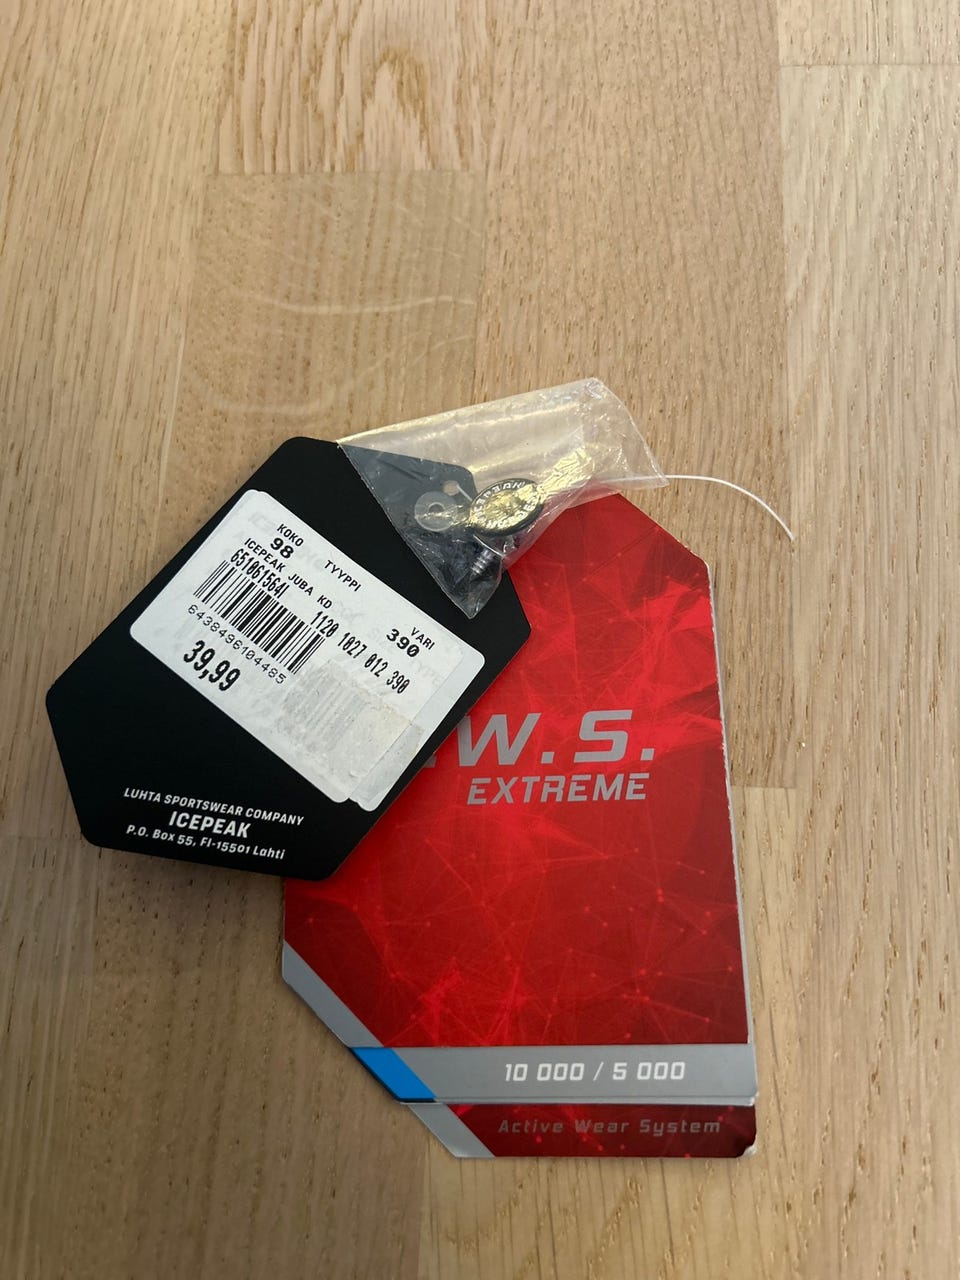 KOKO TYYPPI VARI
98 390
ICEPEAK JUBA KD
651061564I 1120 1027 012 390
6438496104485
39,99
LUHTA SPORTSWEAR COMPANY
ICEPEAK
P.O. Box 55, FI-15501 Lahti
.W.S.
EXTREME
10 000 / 5 000
Active Wear System